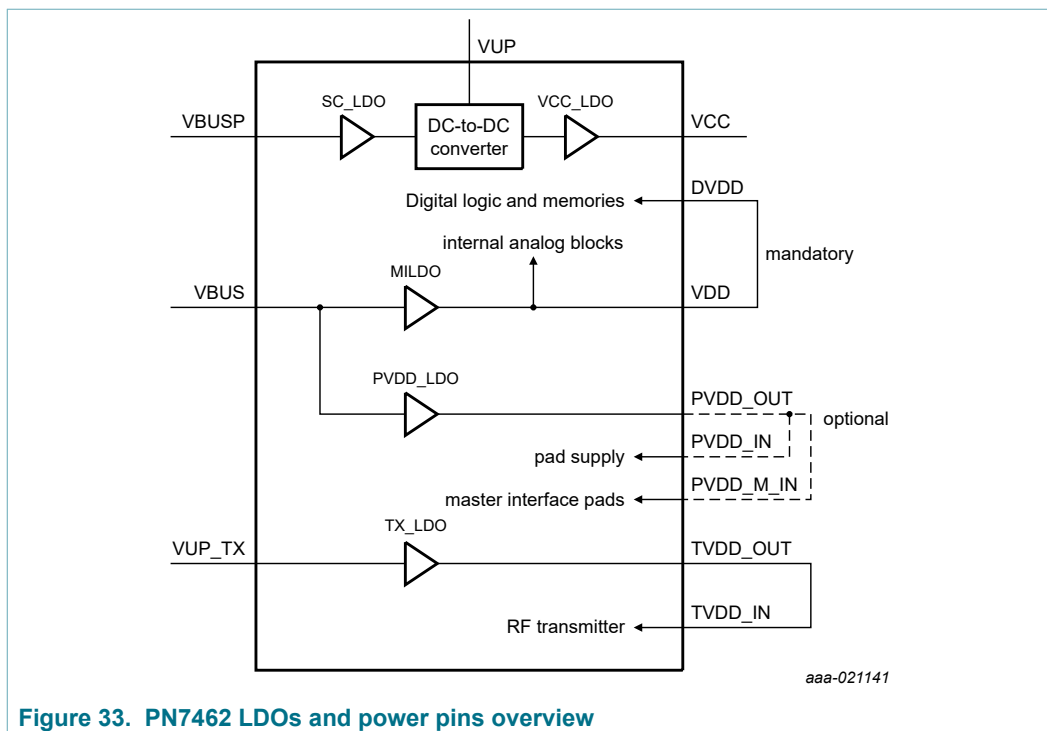 VUP
SC_LDO
VCC_LDO
VBUSP
DC-to-DC
converter
VCC
DVDD
Digital logic and memories
internal analog blocks
mandatory
MILDO
VBUS
VDD
PVDD_LDO
PVDD_OUT
optional
PVDD_IN
pad supply
PVDD_M_IN
master interface pads
TX_LDO
VUP_TX
TVDD_OUT
TVDD_IN
RF transmitter
aaa-021141
Figure 33. PN7462 LDOs and power pins overview